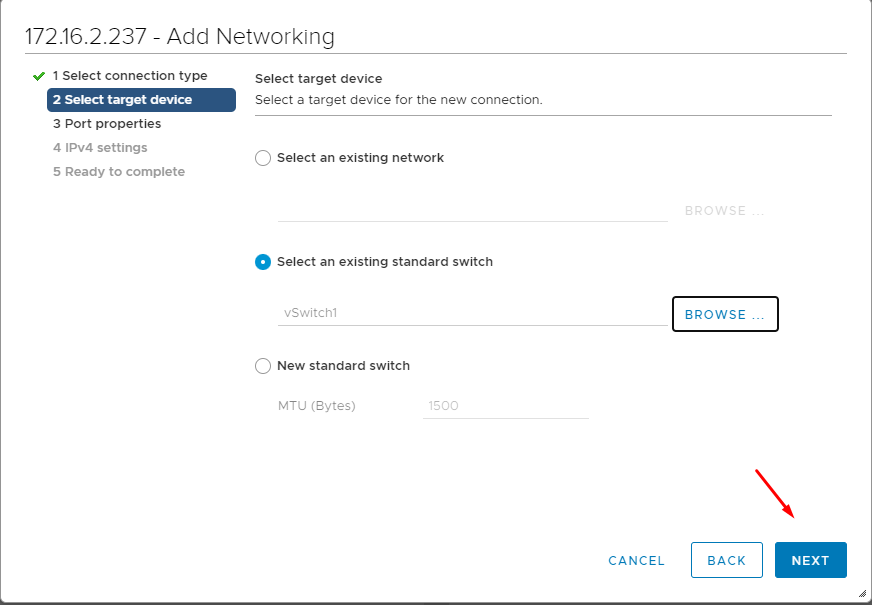 172.16.2.237 - Add Networking
1 Select connection type
2 Select target device
3 Port properties
4 IPv4 settings
5 Ready to complete
Select target device
Select a target device for the new connection.
Select an existing network
BROWSE ...
Select an existing standard switch
vSwitch1
BROWSE ...
New standard switch
MTU (Bytes)
1500
CANCEL
BACK
NEXT